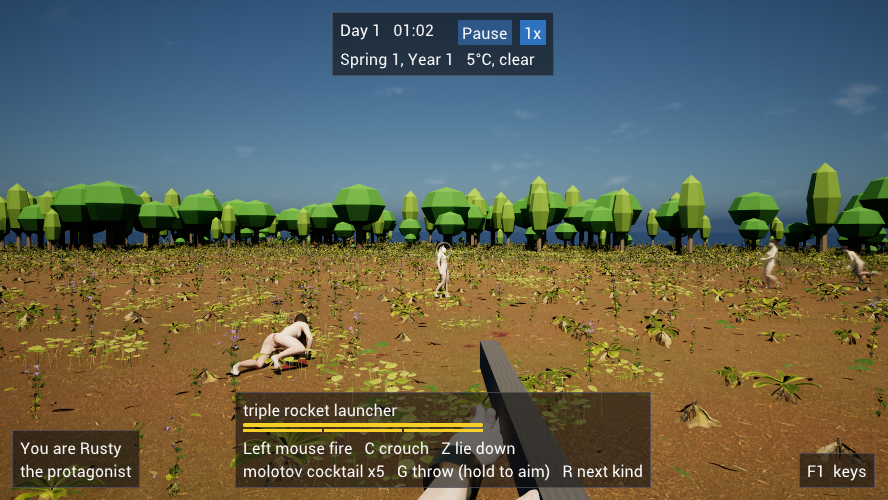 Day 1 01:02 Pause 1x
Spring 1, Year 1 5°C, clear
triple rocket launcher
Left mouse fire C crouch Z lie down
molotov cocktail x5 G throw (hold to aim) R next kind
You are Rusty
the protagonist
F1 keys